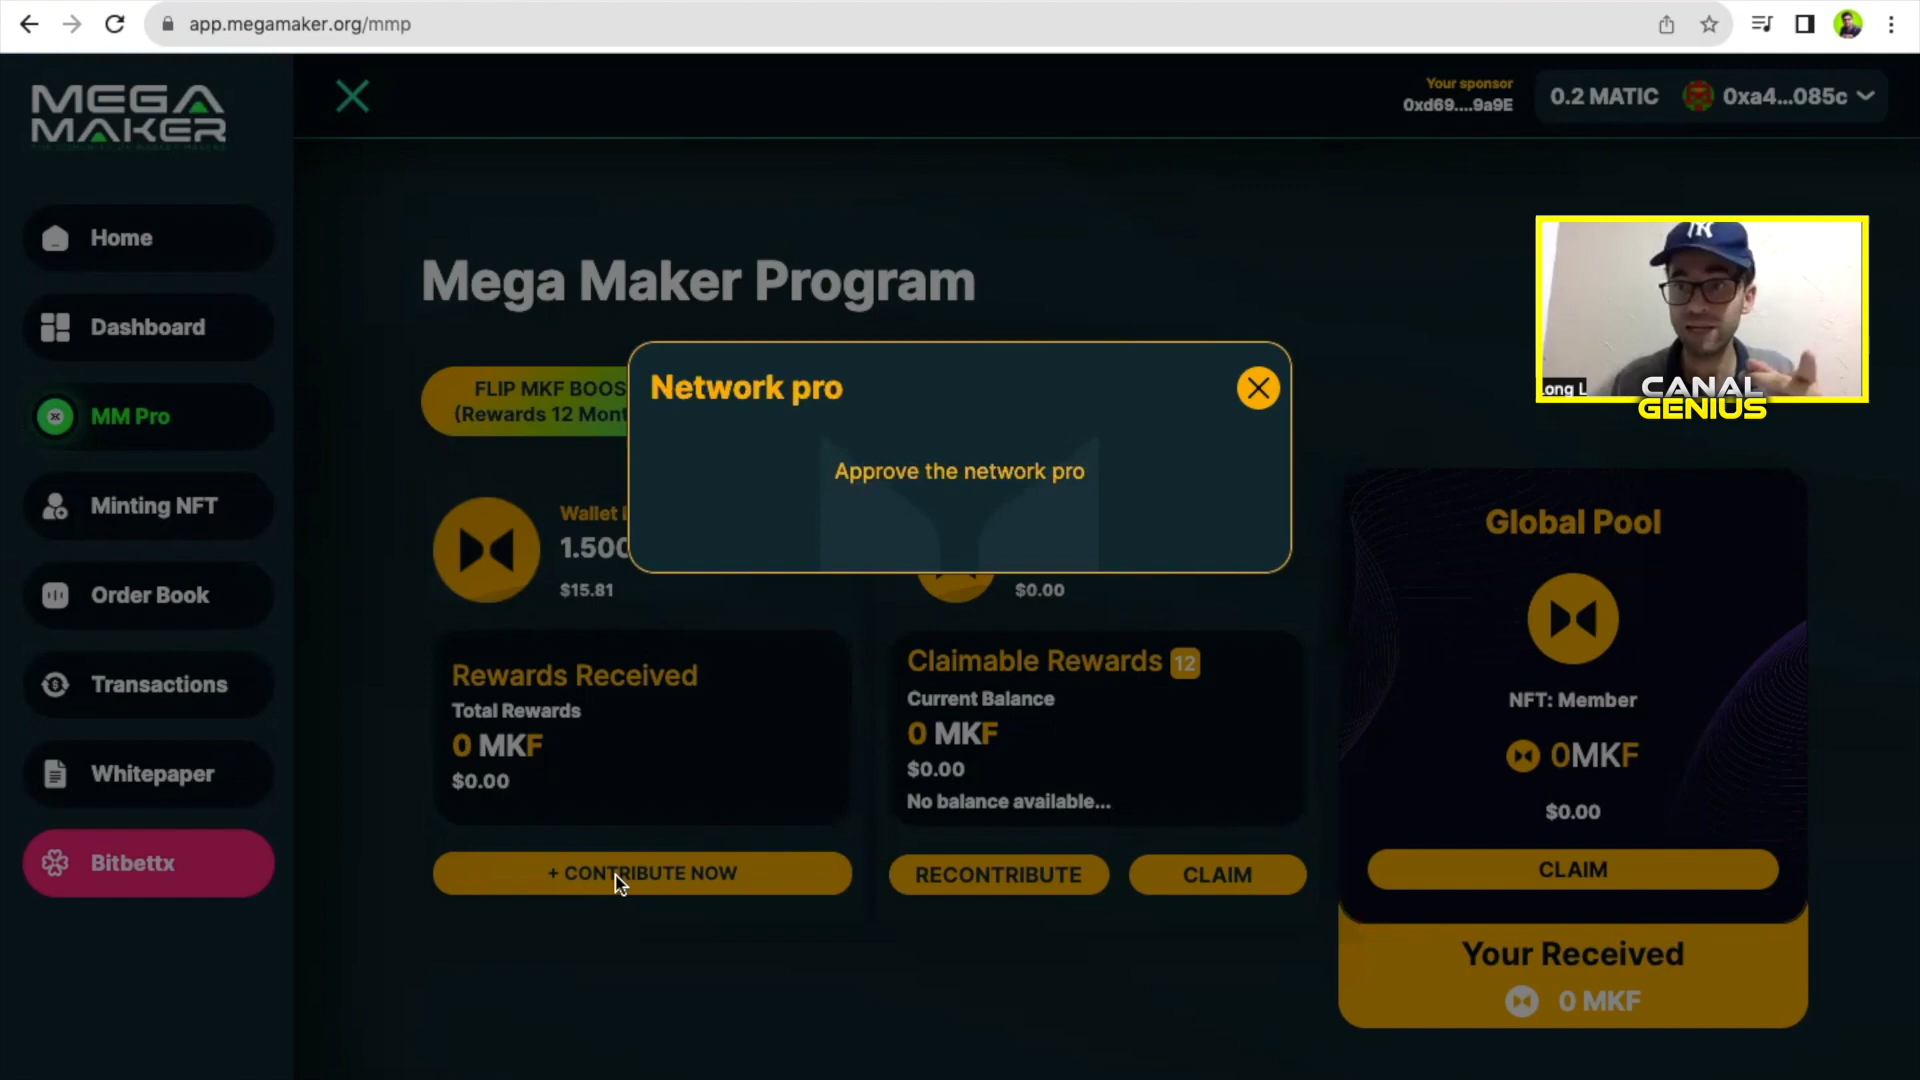 app.megamaker.org/mmp
MEGA
MAKER
Your sponsor
0xd69....9a9E
0.2 MATIC
0xa4...085c
Home
Dashboard
MM Pro
Minting NFT
Order Book
Transactions
Whitepaper
Bitbettx
Mega Maker Program
FLIP MKF BOOS
(Rewards 12 Mont
Network pro
Approve the network pro
Wallet
1.500
$15.81
$0.00
Rewards Received
Total Rewards
0 MKF
$0.00
+ CONTRIBUTE NOW
Claimable Rewards 12
Current Balance
0 MKF
$0.00
No balance available...
RECONTRIBUTE
CLAIM
NY
ong L
CANAL
GENIUS
Global Pool
NFT: Member
0MKF
$0.00
CLAIM
Your Received
0 MKF